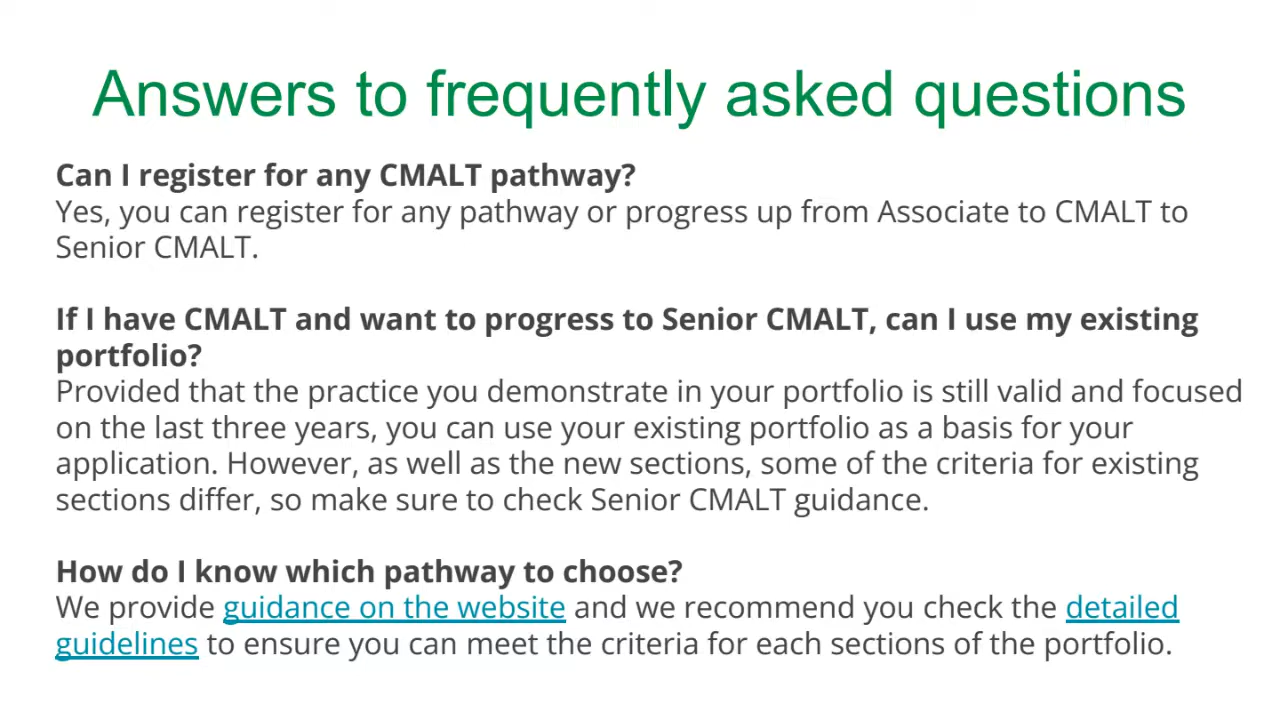 Answers to frequently asked questions
Can I register for any CMALT pathway?
Yes, you can register for any pathway or progress up from Associate to CMALT to
Senior CMALT.
If I have CMALT and want to progress to Senior CMALT, can I use my existing
portfolio?
Provided that the practice you demonstrate in your portfolio is still valid and focused
on the last three years, you can use your existing portfolio as a basis for your
application. However, as well as the new sections, some of the criteria for existing
sections differ, so make sure to check Senior CMALT guidance.
How do I know which pathway to choose?
We provide guidance on the website and we recommend you check the detailed
guidelines to ensure you can meet the criteria for each sections of the portfolio.